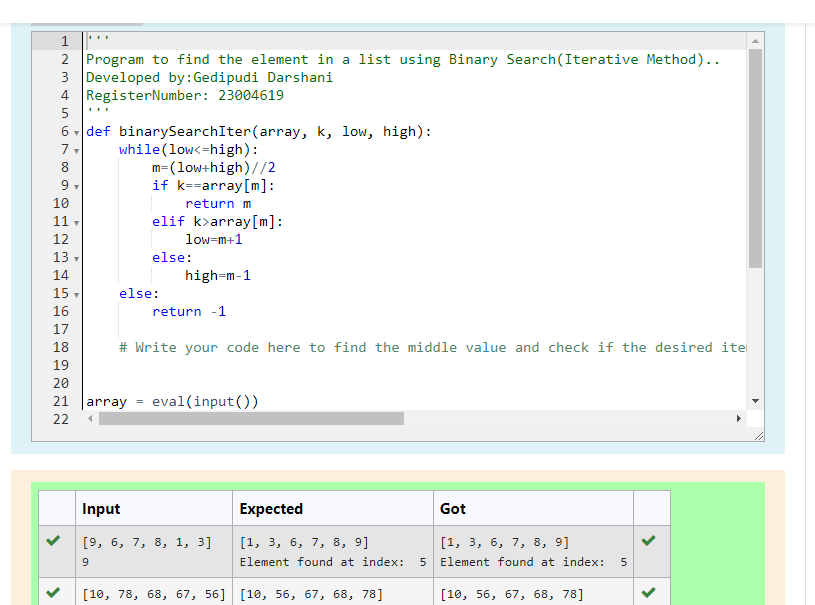 1 '''
2 Program to find the element in a list using Binary Search(Iterative Method)..
3 Developed by:Gedipudi Darshani
4 RegisterNumber: 23004619
5 '''
6 def binarySearchIter(array, k, low, high):
7     while(low<=high):
8         m=(low+high)//2
9         if k==array[m]:
10             return m
11         elif k>array[m]:
12             low=m+1
13         else:
14             high=m-1
15     else:
16         return -1
17
18     # Write your code here to find the middle value and check if the desired
19
20
21 array = eval(input())
22
Input Expected Got
[9, 6, 7, 8, 1, 3] [1, 3, 6, 7, 8, 9] [1, 3, 6, 7, 8, 9]
9 Element found at index:  5 Element found at index:  5
[10, 78, 68, 67, 56] [10, 56, 67, 68, 78] [10, 56, 67, 68, 78]